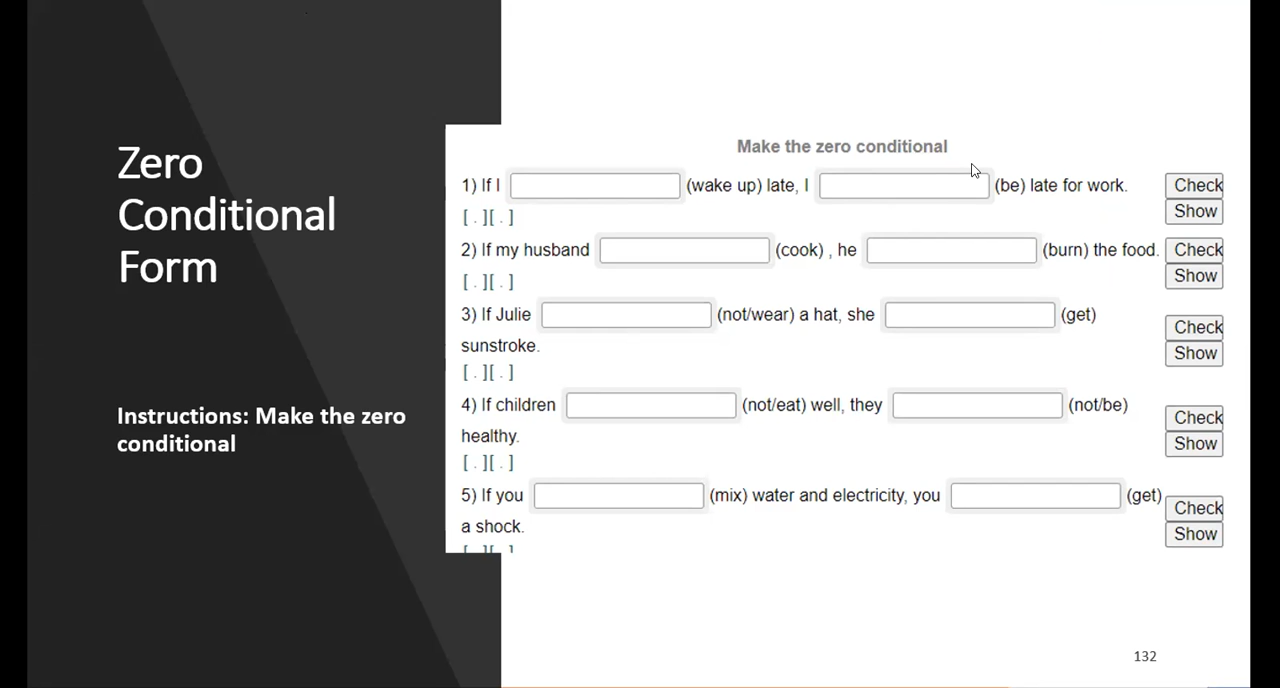 Zero
Conditional
Form
Instructions: Make the zero
conditional
Make the zero conditional
1) If I (wake up) late, I (be) late for work.
Check
[ . ][ . ]
Show
2) If my husband (cook) , he (burn) the food.
Check
[ . ][ . ]
Show
3) If Julie (not/wear) a hat, she (get)
Check
sunstroke.
Show
[ . ][ . ]
4) If children (not/eat) well, they (not/be)
Check
healthy.
Show
[ . ][ . ]
5) If you (mix) water and electricity, you (get)
Check
a shock.
Show
[ . ][ . ]
132